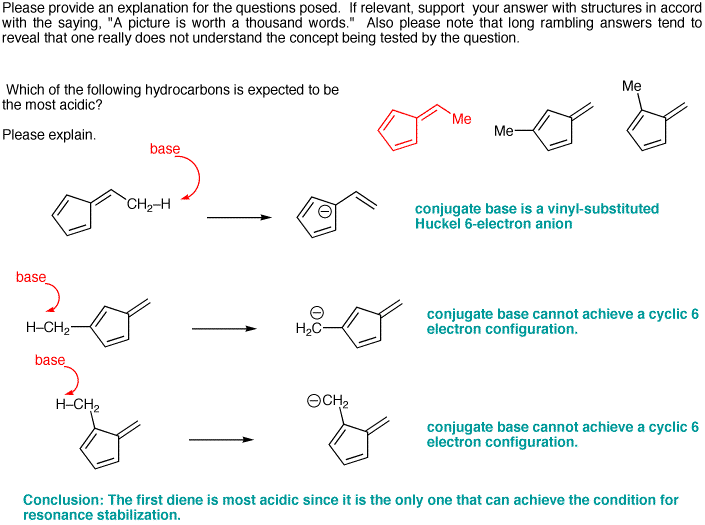 Please provide an explanation for the questions posed. If relevant, support your answer with structures in accord
with the saying, "A picture is worth a thousand words." Also please note that long rambling answers tend to
reveal that one really does not understand the concept being tested by the question.
Which of the following hydrocarbons is expected to be
the most acidic?
Please explain.
Me
Me
Me
base
CH2–H
⊖
conjugate base is a vinyl-substituted
Huckel 6-electron anion
base
H–CH2
⊖
H2C
conjugate base cannot achieve a cyclic 6
electron configuration.
base
H–CH2
⊖CH2
conjugate base cannot achieve a cyclic 6
electron configuration.
Conclusion: The first diene is most acidic since it is the only one that can achieve the condition for
resonance stabilization.